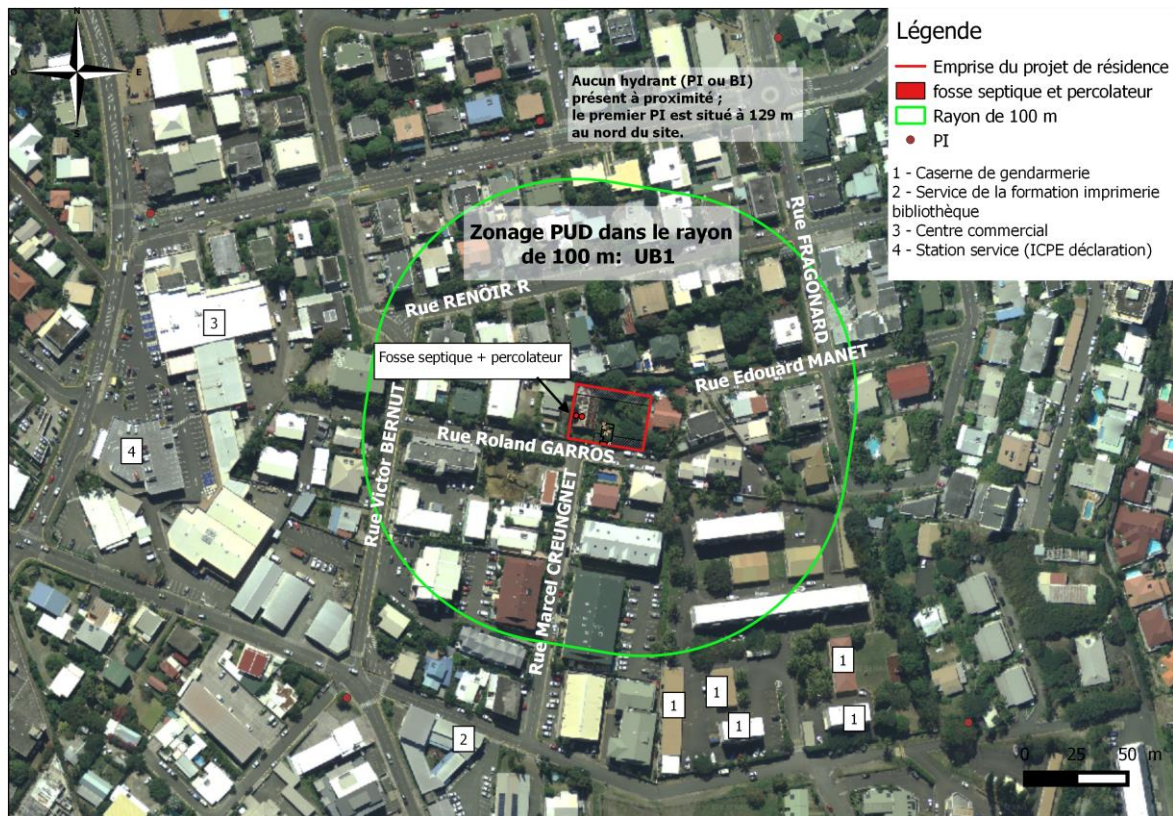 N
O
E
S
Aucun hydrant (PI ou BI)
présent à proximité ;
le premier PI est situé à 129 m
au nord du site.
Légende
Emprise du projet de résidence
fosse septique et percolateur
Rayon de 100 m
PI
1 - Caserne de gendarmerie
2 - Service de la formation imprimerie
bibliothèque
3 - Centre commercial
4 - Station service (ICPE déclaration)
Zonage PUD dans le rayon
de 100 m: UB1
Rue FRAGONARD
Rue RENOIR R
3
Fosse septique + percolateur
Rue Edouard MANET
Rue Victor BERNUT
Rue Roland GARROS
4
Rue Marcel CREUNGNET
1
1
1
1
1
2
0 25 50 m